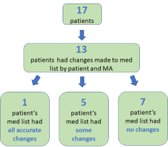 17
patients
13
patients had changes made to med
list by patient and MA
1
patient's
med list had
all accurate
changes
5
patient's
med list had
some
changes
7
patient's
med list had
no changes